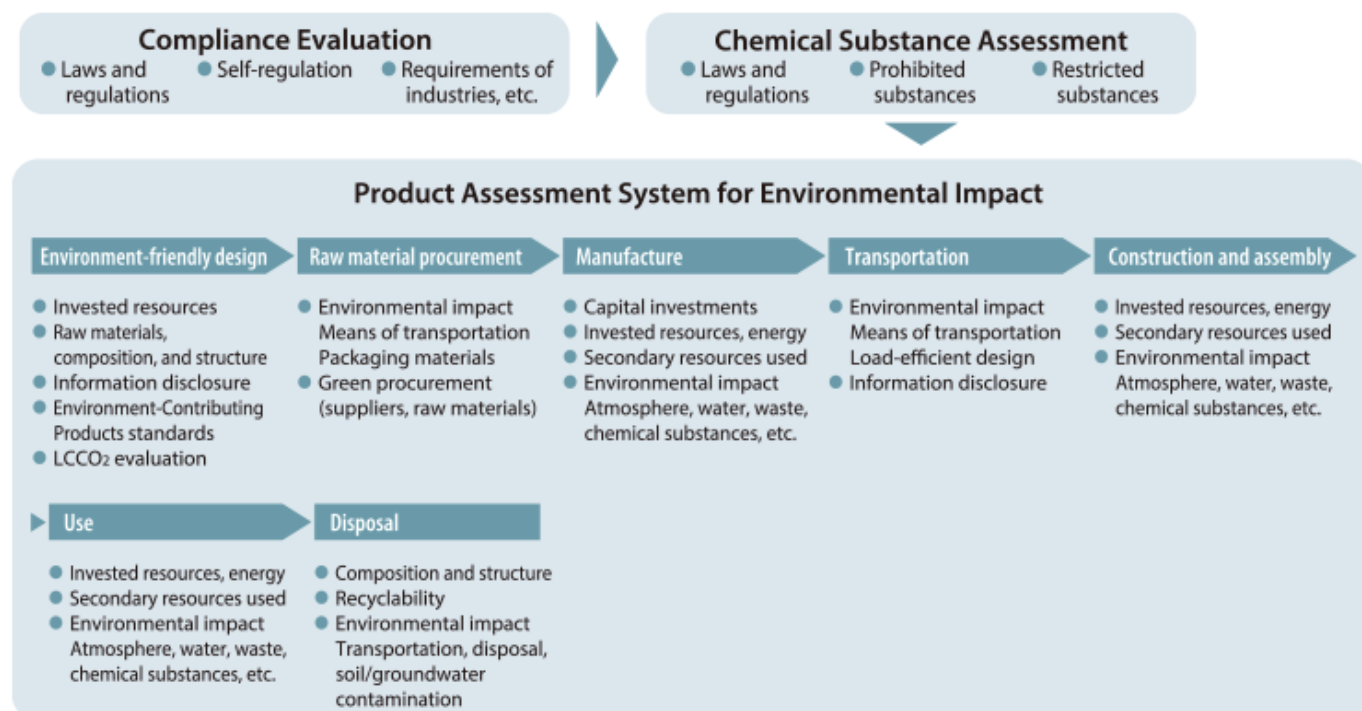 Compliance Evaluation
● Laws and regulations
● Self-regulation
● Requirements of industries, etc.
Chemical Substance Assessment
● Laws and regulations
● Prohibited substances
● Restricted substances
Product Assessment System for Environmental Impact
Environment-friendly design
● Invested resources
● Raw materials,
composition, and structure
● Information disclosure
● Environment-Contributing
Products standards
● LCCO₂ evaluation
Raw material procurement
● Environmental impact
Means of transportation
Packaging materials
● Green procurement
(suppliers, raw materials)
Manufacture
● Capital investments
● Invested resources, energy
● Secondary resources used
● Environmental impact
Atmosphere, water, waste,
chemical substances, etc.
Transportation
● Environmental impact
Means of transportation
Load-efficient design
● Information disclosure
Construction and assembly
● Invested resources, energy
● Secondary resources used
● Environmental impact
Atmosphere, water, waste,
chemical substances, etc.
Use
● Invested resources, energy
● Secondary resources used
● Environmental impact
Atmosphere, water, waste,
chemical substances, etc.
Disposal
● Composition and structure
● Recyclability
● Environmental impact
Transportation, disposal,
soil/groundwater
contamination